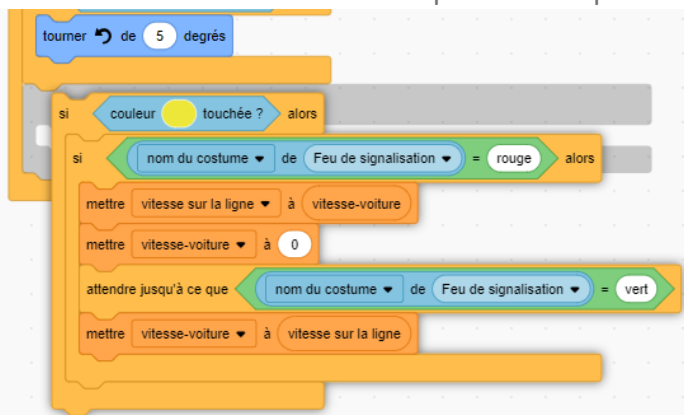 tourner de 5 degrés
si couleur touchée ? alors
si nom du costume de Feu de signalisation = rouge alors
mettre vitesse sur la ligne à vitesse-voiture
mettre vitesse-voiture à 0
attendre jusqu'à ce que nom du costume de Feu de signalisation = vert
mettre vitesse-voiture à vitesse sur la ligne